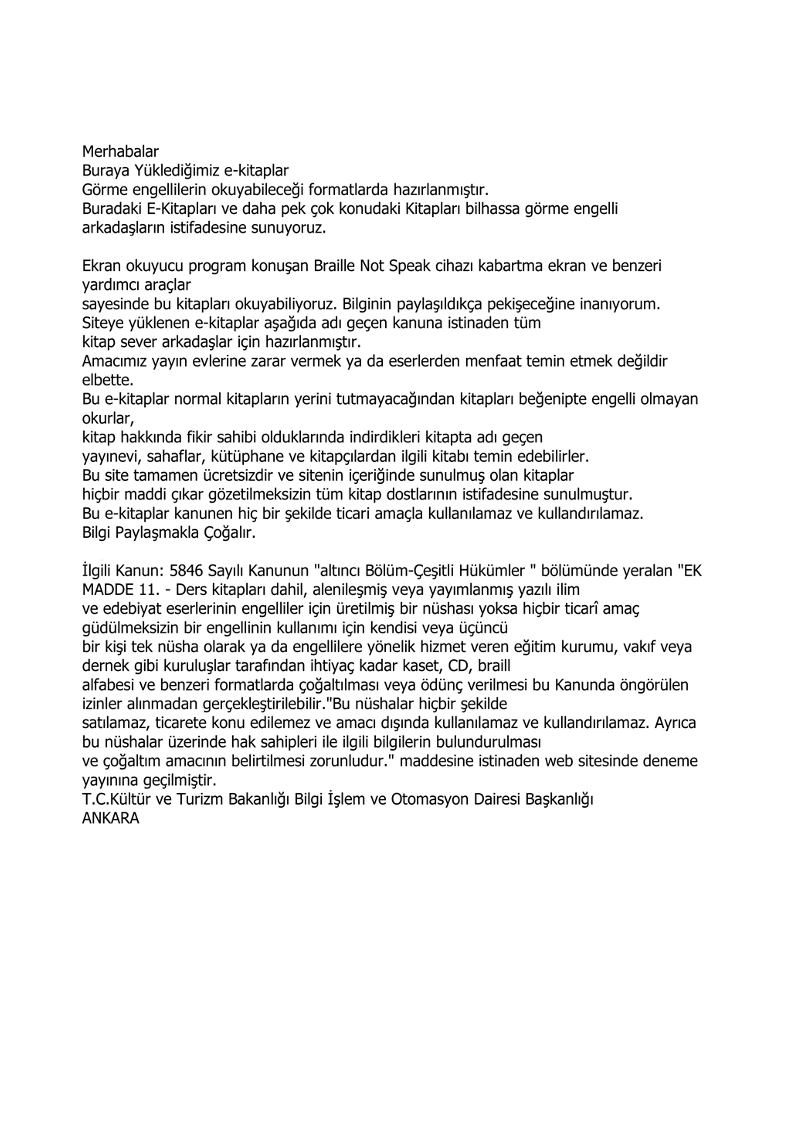 Merhabalar
Buraya Yüklediğimiz e-kitaplar
Görme engellilerin okuyabileceği formatlarda hazırlanmıştır.
Buradaki E-Kitapları ve daha pek çok konudaki Kitapları bilhassa görme engelli
arkadaşların istifadesine sunuyoruz.

Ekran okuyucu program konuşan Braille Not Speak cihazı kabartma ekran ve benzeri
yardımcı araçlar
sayesinde bu kitapları okuyabiliyoruz. Bilginin paylaşıldıkça pekişeceğine inanıyorum.
Siteye yüklenen e-kitaplar aşağıda adı geçen kanuna istinaden tüm
kitap sever arkadaşlar için hazırlanmıştır.
Amacımız yayın evlerine zarar vermek ya da eserlerden menfaat temin etmek değildir
elbette.
Bu e-kitaplar normal kitapların yerini tutmayacağından kitapları beğenipte engelli olmayan
okurlar,
kitap hakkında fikir sahibi olduklarında indirdikleri kitapta adı geçen
yayınevi, sahaflar, kütüphane ve kitapçılardan ilgili kitabı temin edebilirler.
Bu site tamamen ücretsizdir ve sitenin içeriğinde sunulmuş olan kitaplar
hiçbir maddi çıkar gözetilmeksizin tüm kitap dostlarının istifadesine sunulmuştur.
Bu e-kitaplar kanunen hiç bir şekilde ticari amaçla kullanılamaz ve kullandırılamaz.
Bilgi Paylaşmakla Çoğalır.

İlgili Kanun: 5846 Sayılı Kanunun "altıncı Bölüm-Çeşitli Hükümler " bölümünde yeralan "EK
MADDE 11. - Ders kitapları dahil, alenileşmiş veya yayımlanmış yazılı ilim
ve edebiyat eserlerinin engelliler için üretilmiş bir nüshası yoksa hiçbir ticarî amaç
güdülmeksizin bir engellinin kullanımı için kendisi veya üçüncü
bir kişi tek nüsha olarak ya da engellilere yönelik hizmet veren eğitim kurumu, vakıf veya
dernek gibi kuruluşlar tarafından ihtiyaç kadar kaset, CD, braill
alfabesi ve benzeri formatlarda çoğaltılması veya ödünç verilmesi bu Kanunda öngörülen
izinler alınmadan gerçekleştirilebilir."Bu nüshalar hiçbir şekilde
satılamaz, ticarete konu edilemez ve amacı dışında kullanılamaz ve kullandırılamaz. Ayrıca
bu nüshalar üzerinde hak sahipleri ile ilgili bilgilerin bulundurulması
ve çoğaltım amacının belirtilmesi zorunludur." maddesine istinaden web sitesinde deneme
yayınına geçilmiştir.
T.C.Kültür ve Turizm Bakanlığı Bilgi İşlem ve Otomasyon Dairesi Başkanlığı
ANKARA